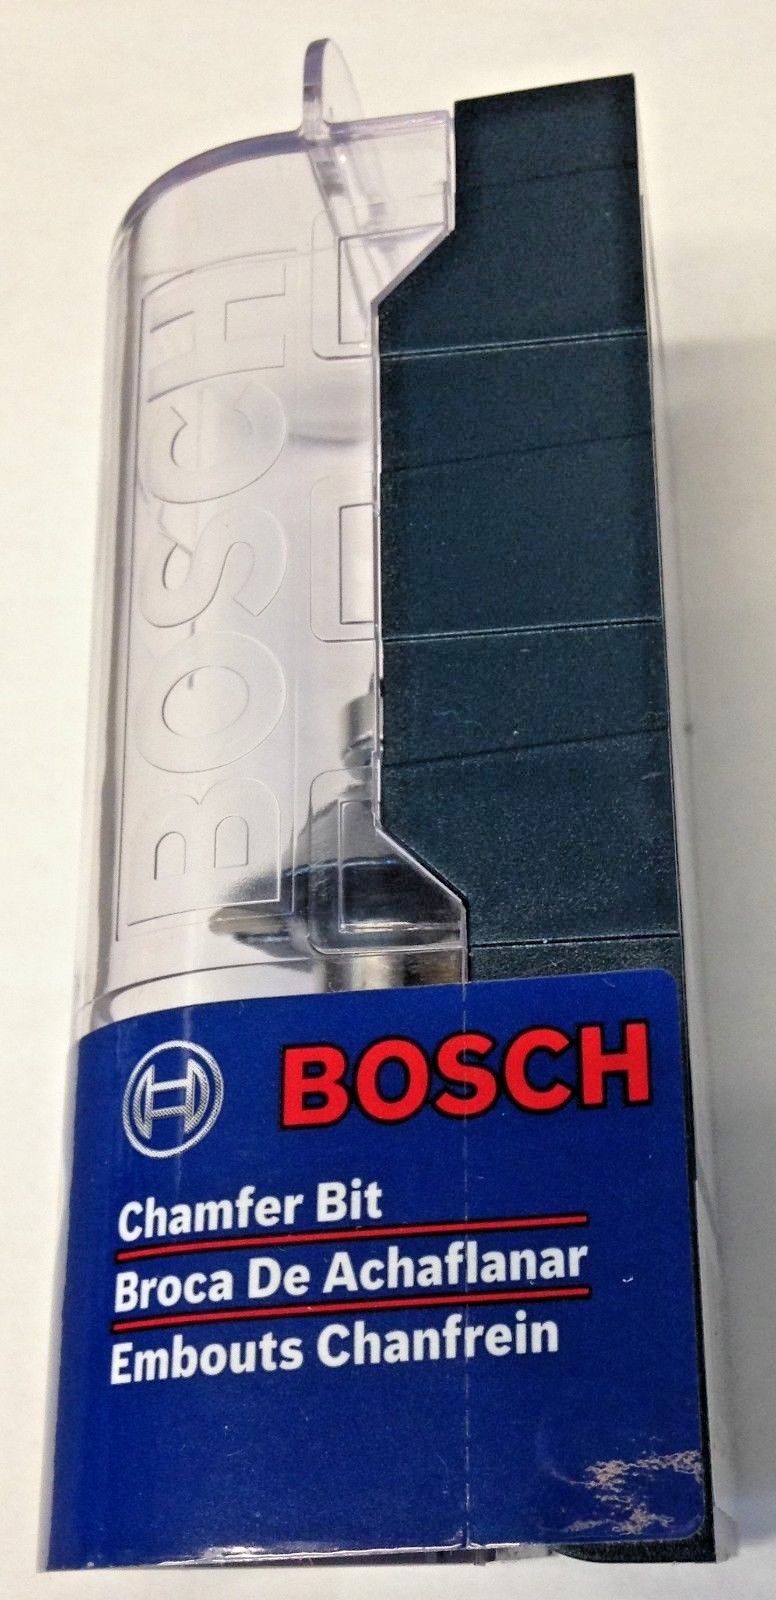 BOSCH
BOSCH
Chamfer Bit
Broca De Achaflanar
Embouts Chanfrein